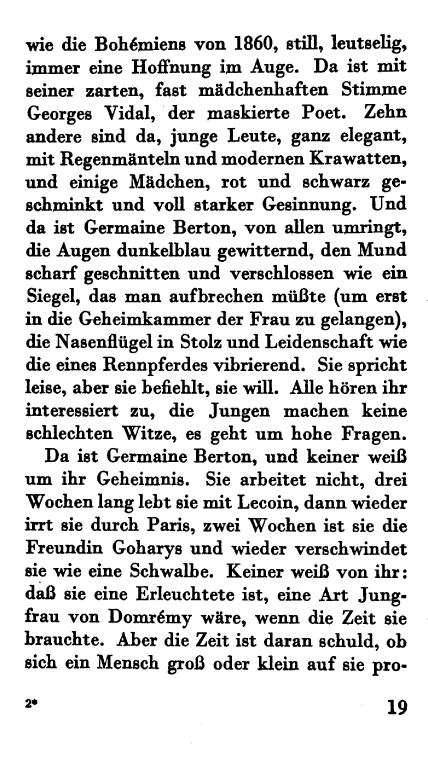 wie die Bohémiens von 1860, still, leutselig,
immer eine Hoffnung im Auge. Da ist mit
seiner zarten, fast mädchenhaften Stimme
Georges Vidal, der maskierte Poet. Zehn
andere sind da, junge Leute, ganz elegant,
mit Regenmänteln und modernen Krawatten,
und einige Mädchen, rot und schwarz ge-
schminkt und voll starker Gesinnung. Und
da ist Germaine Berton, von allen umringt,
die Augen dunkelblau gewitternd, den Mund
scharf geschnitten und verschlossen wie ein
Siegel, das man aufbrechen müßte (um erst
in die Geheimkammer der Frau zu gelangen),
die Nasenflügel in Stolz und Leidenschaft wie
die eines Rennpferdes vibrierend. Sie spricht
leise, aber sie befiehlt, sie will. Alle hören ihr
interessiert zu, die Jungen machen keine
schlechten Witze, es geht um hohe Fragen.
Da ist Germaine Berton, und keiner weiß
um ihr Geheimnis. Sie arbeitet nicht, drei
Wochen lang lebt sie mit Lecoin, dann wieder
irrt sie durch Paris, zwei Wochen ist sie die
Freundin Goharys und wieder verschwindet
sie wie eine Schwalbe. Keiner weiß von ihr:
daß sie eine Erleuchtete ist, eine Art Jung-
frau von Domrémy wäre, wenn die Zeit sie
brauchte. Aber die Zeit ist daran schuld, ob
sich ein Mensch groß oder klein auf sie pro-
2* 19